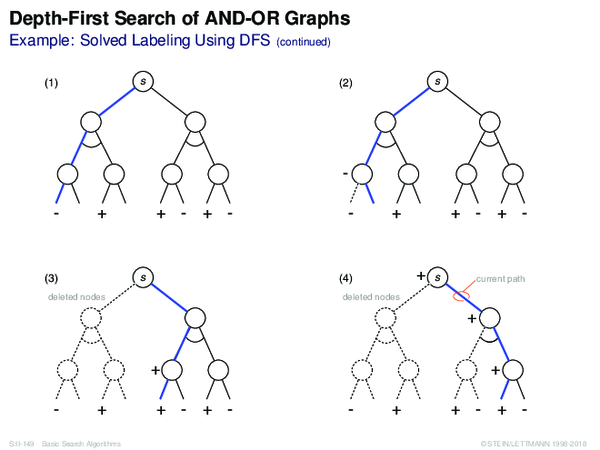 Depth-First Search of AND-OR Graphs
Example: Solved Labeling Using DFS (continued)
(1)
s
- + + - + -
(2)
s
-
- + + - + -
(3)
s
deleted nodes
+
- + + - + -
(4)
+ s
current path
deleted nodes
+
+
- + + - + -
S:II-149 Basic Search Algorithms
©STEIN/LETTMANN 1998-2018